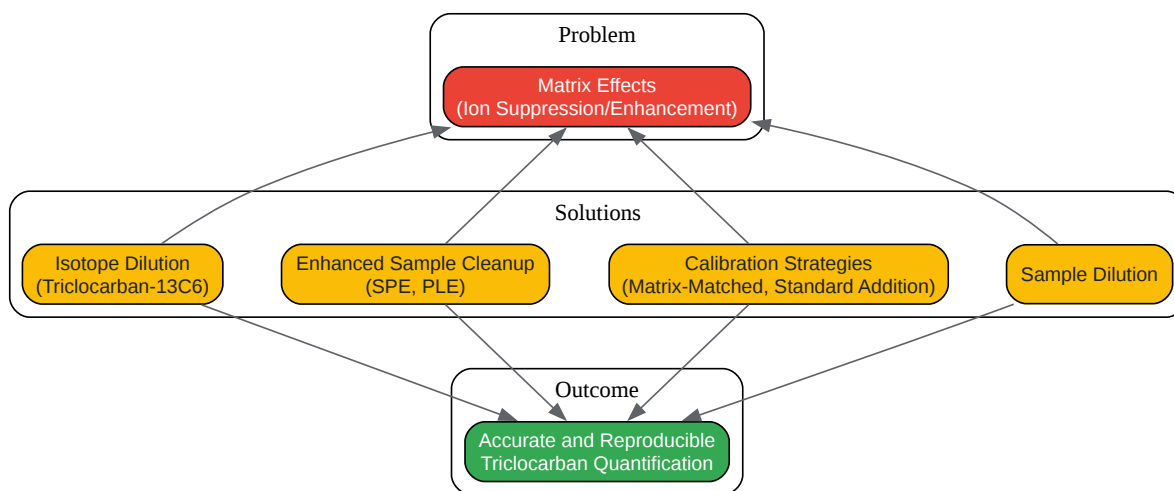 Problem
Matrix Effects
(Ion Suppression/Enhancement)
Solutions
Isotope Dilution
(Triclocarban-13C6)
Enhanced Sample Cleanup
(SPE, PLE)
Calibration Strategies
(Matrix-Matched, Standard Addition)
Sample Dilution
Outcome
Accurate and Reproducible
Triclocarban Quantification